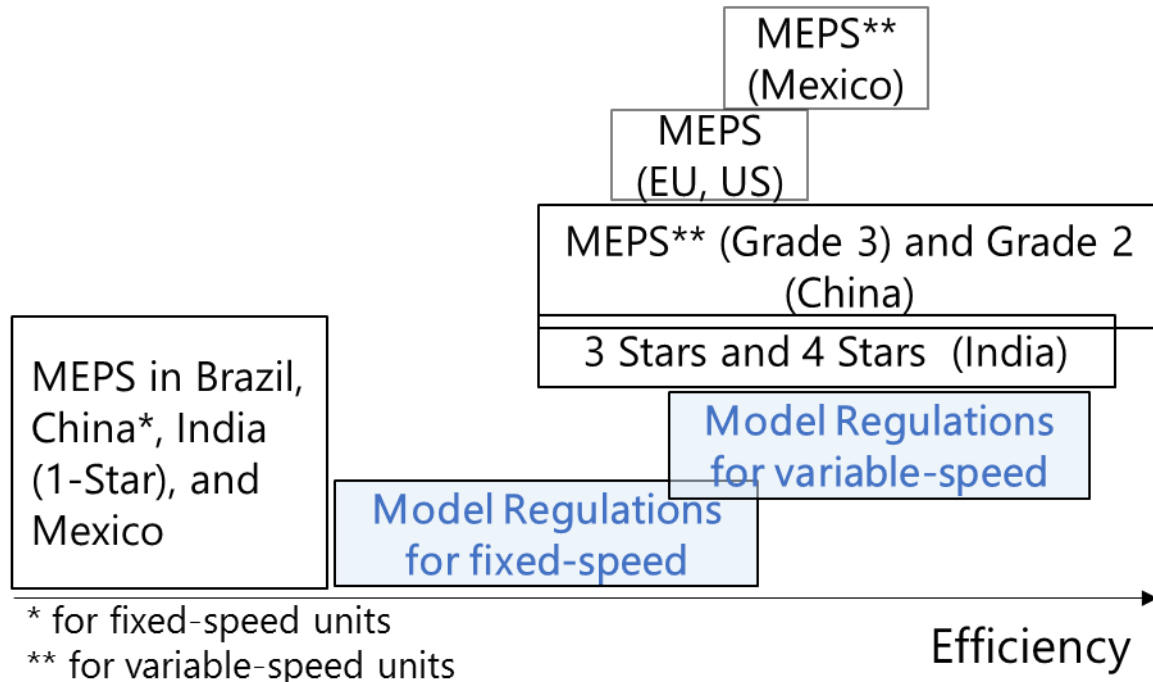 MEPS**
(Mexico)
MEPS
(EU, US)
MEPS** (Grade 3) and Grade 2
(China)
3 Stars and 4 Stars (India)
MEPS in Brazil,
China*, India
(1-Star), and
Mexico
Model Regulations
for variable-speed
Model Regulations
for fixed-speed
* for fixed-speed units
** for variable-speed units
Efficiency